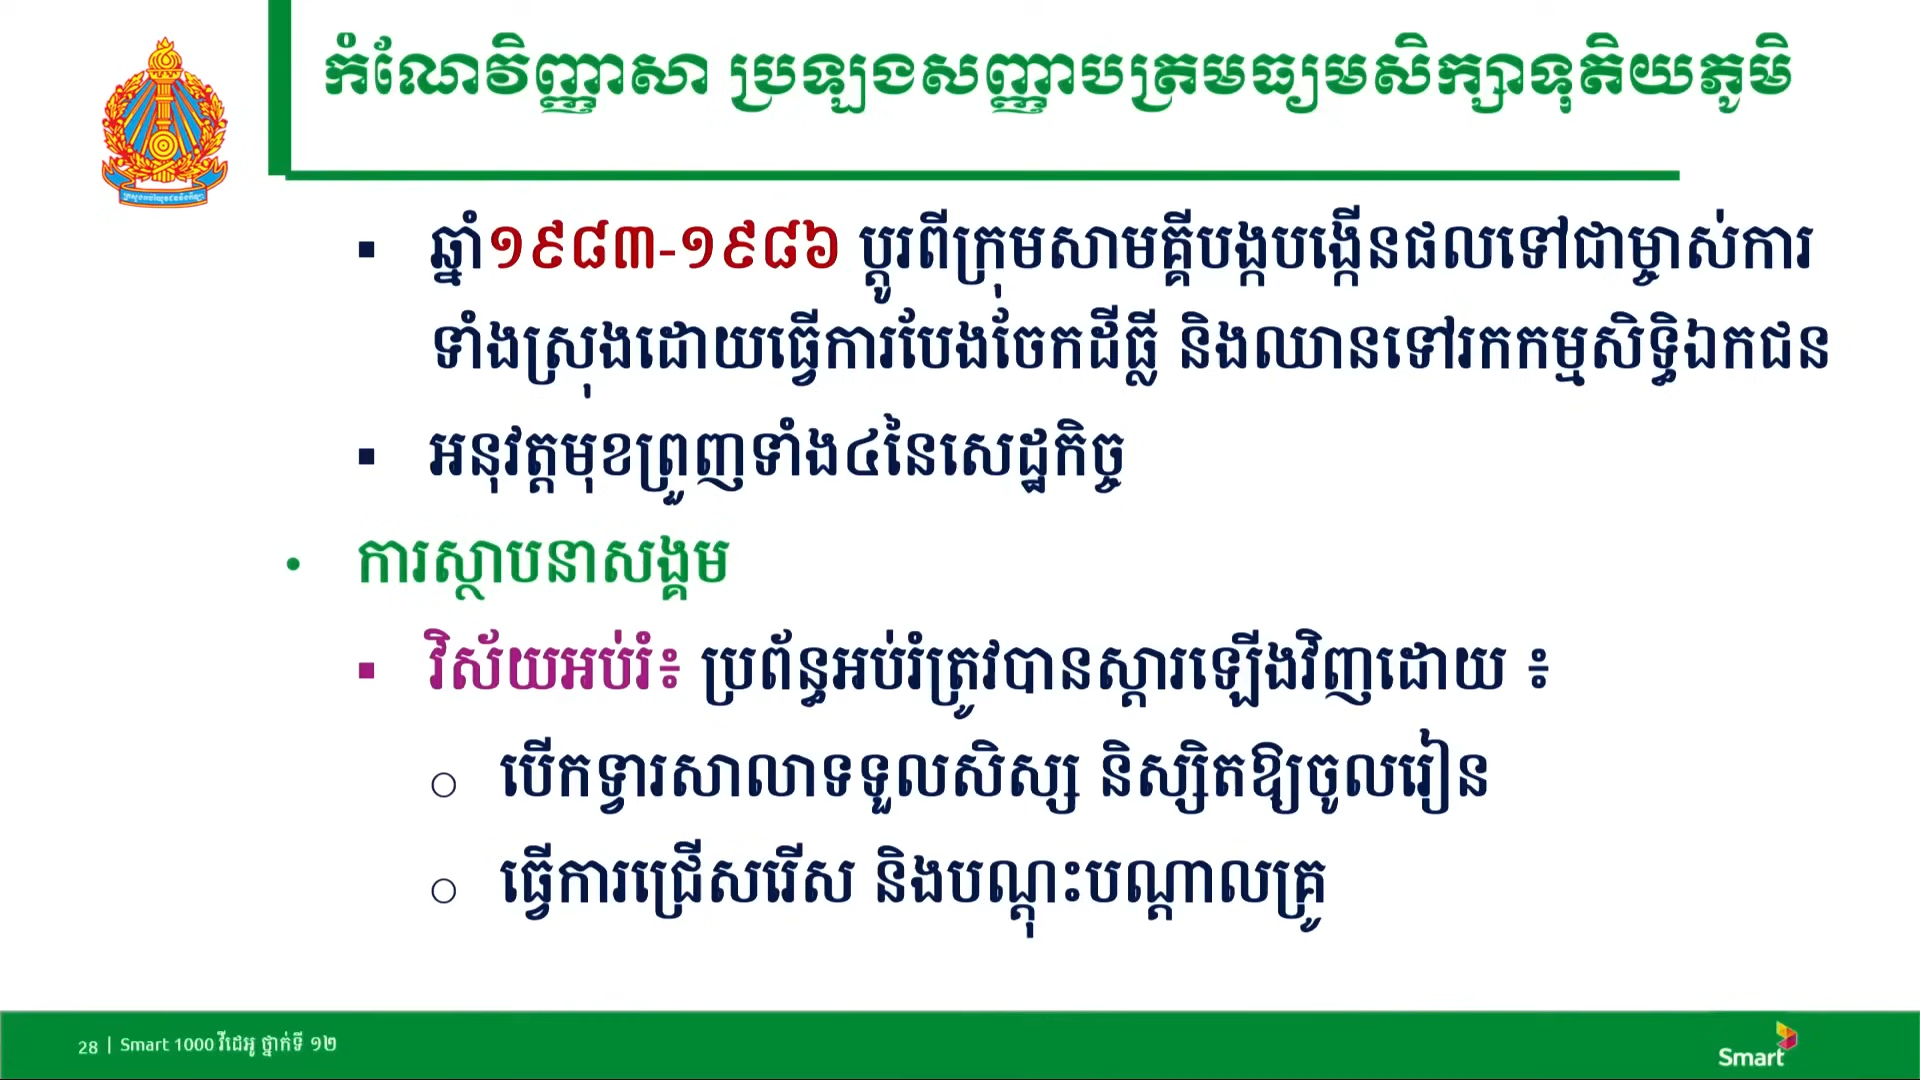 កំណែវិញ្ញាសា ប្រឡងសញ្ញាបត្រមធ្យមសិក្សាទុតិយភូមិ
▪ ឆ្នាំ១៩៨៣-១៩៨៦ ប្ដូរពីក្រុមសាមគ្គីបង្កបង្កើនផលទៅជាម្ចាស់ការ
ទាំងស្រុងដោយធ្វើការបែងចែកដីធ្លី និងឈានទៅរកកម្មសិទ្ធិឯកជន
▪ អនុវត្តមុខព្រួញទាំង៤នៃសេដ្ឋកិច្ច
• ការស្ថាបនាសង្គម
▪ វិស័យអប់រំ៖ ប្រព័ន្ធអប់រំត្រូវបានស្ដារឡើងវិញដោយ ៖
o បើកទ្វារសាលាទទួលសិស្ស និស្សិតឱ្យចូលរៀន
o ធ្វើការជ្រើសរើស និងបណ្ដុះបណ្ដាលគ្រូ
28 | Smart 1000 វីដេអូ ថ្នាក់ទី ១២
Smart